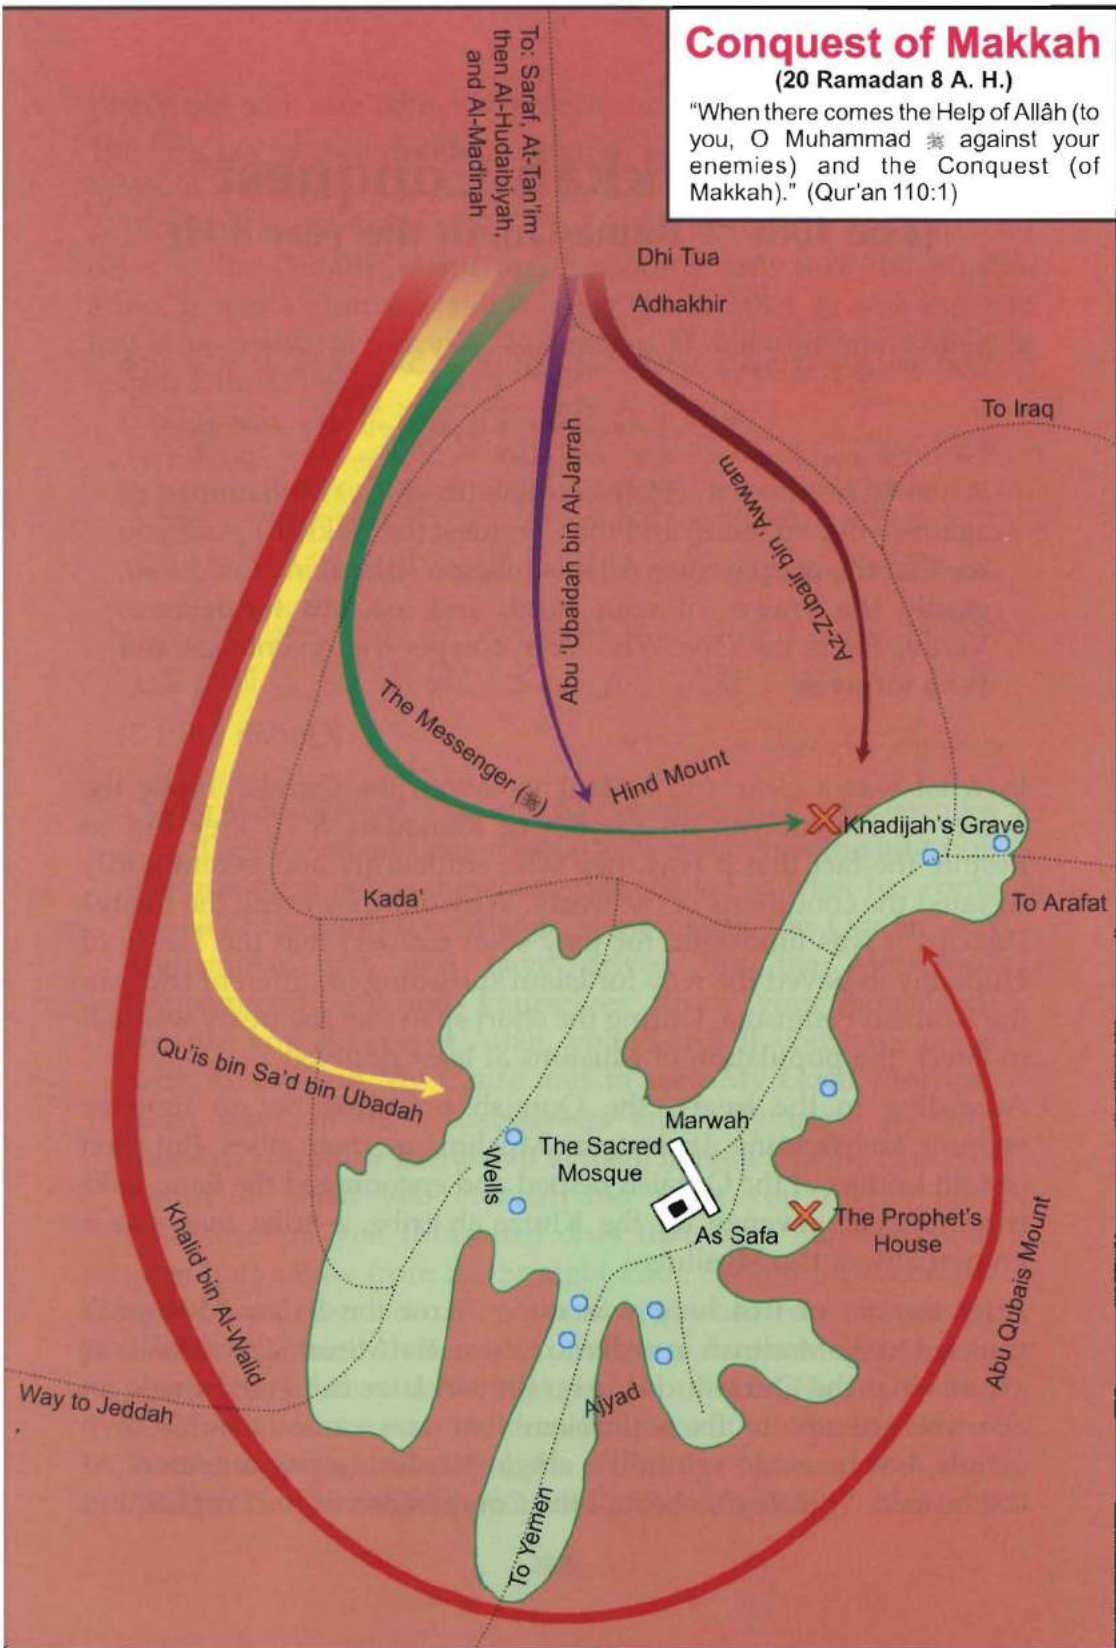 Conquest of Makkah
(20 Ramadan 8 A. H.)
“When there comes the Help of Allâh (to
you, O Muhammad ﷺ against your
enemies) and the Conquest (of
Makkah).” (Qur’an 110:1)
To: Saraf, At-Tan’im
then Al-Hudaibiyah,
and Al-Madinah
Dhi Tua
Adhakhir
To Iraq
Abu ‘Ubaidah bin Al-Jarrah
Az-Zubair bin ‘Awwam
The Messenger (ﷺ)
Hind Mount
Khadijah’s Grave
Kada’
To Arafat
Qu’is bin Sa’d bin Ubadah
Marwah
The Sacred
Mosque
Wells
As Safa
The Prophet’s
House
Khalid bin Al-Walid
Abu Qubais Mount
Way to Jeddah
Ajyad
To Yemen